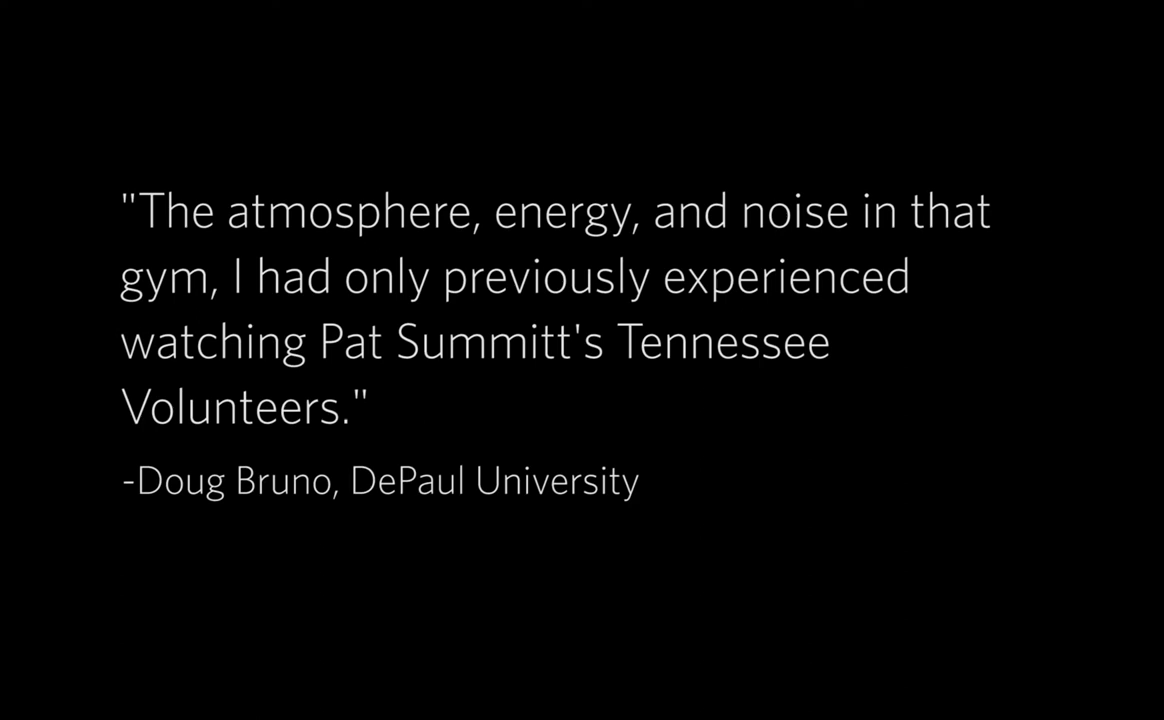 "The atmosphere, energy, and noise in that
gym, I had only previously experienced
watching Pat Summitt's Tennessee
Volunteers."
-Doug Bruno, DePaul University